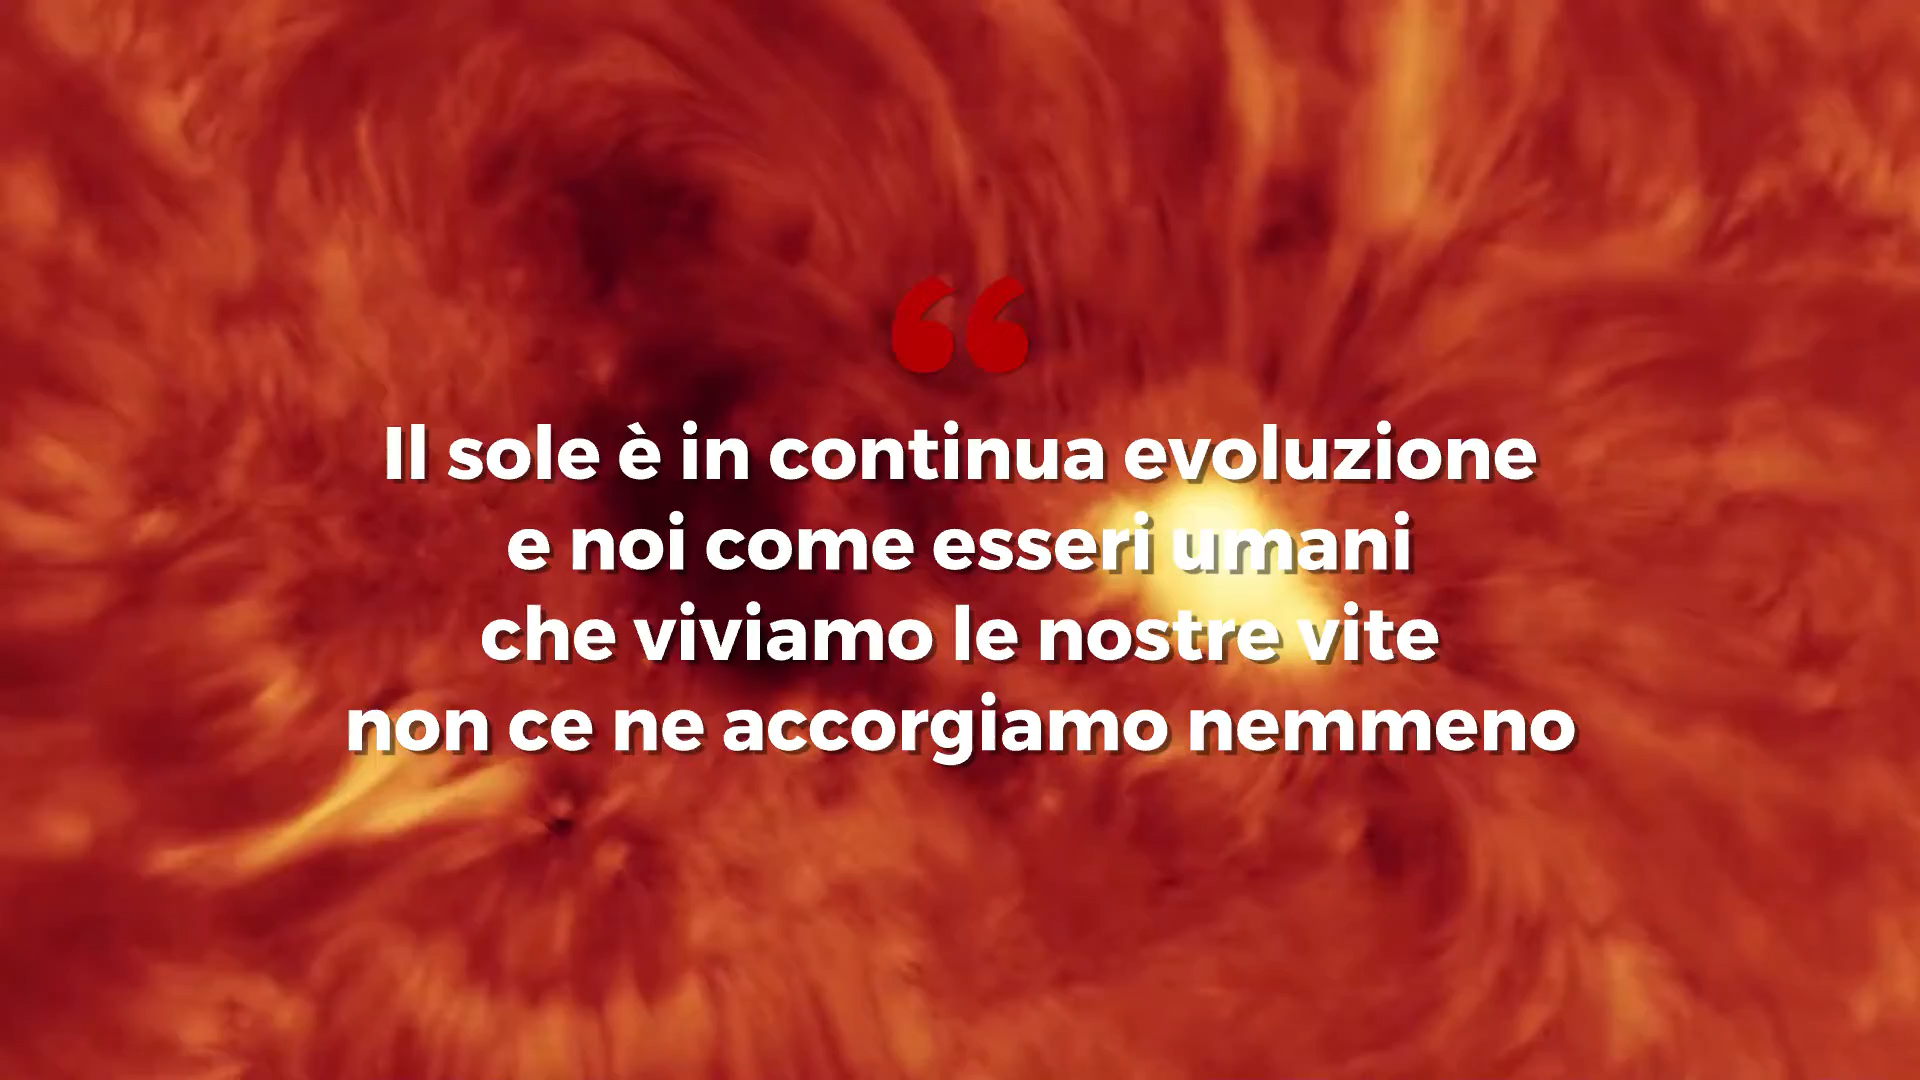 “
Il sole è in continua evoluzione
e noi come esseri umani
che viviamo le nostre vite
non ce ne accorgiamo nemmeno